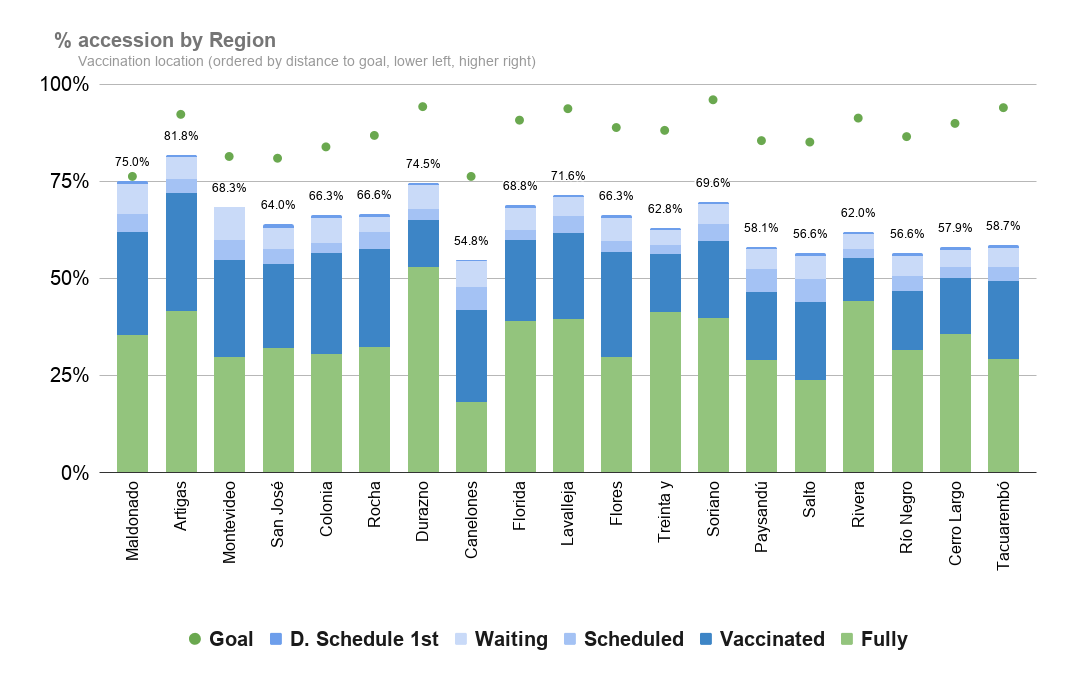 % accession by Region
Vaccination location (ordered by distance to goal, lower left, higher right)
100%
75%
50%
25%
0%
75.0%
81.8%
68.3%
64.0%
66.3%
66.6%
74.5%
54.8%
68.8%
71.6%
66.3%
62.8%
69.6%
58.1%
56.6%
62.0%
56.6%
57.9%
58.7%
Maldonado
Artigas
Montevideo
San José
Colonia
Rocha
Durazno
Canelones
Florida
Lavalleja
Flores
Treinta y
Soriano
Paysandú
Salto
Rivera
Río Negro
Cerro Largo
Tacuarembó
Goal D. Schedule 1st Waiting Scheduled Vaccinated Fully